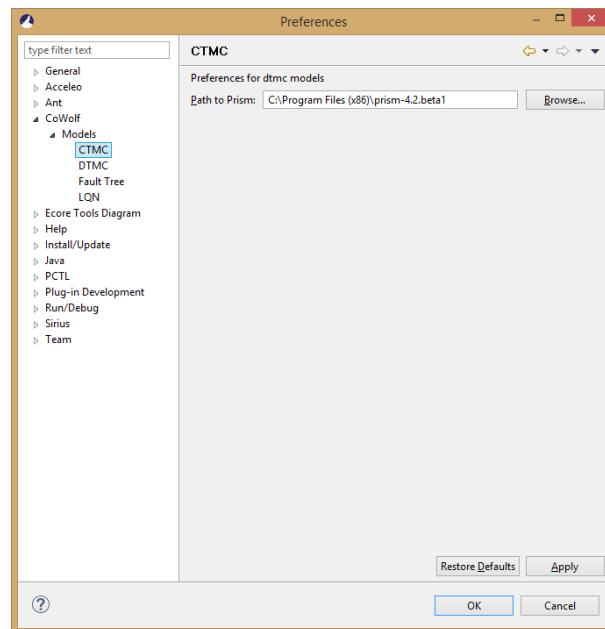 Preferences
type filter text
CTMC
General
Acceleo
Ant
CoWolf
Models
CTMC
DTMC
Fault Tree
LQN
Ecore Tools Diagram
Help
Install/Update
Java
PCTL
Plug-in Development
Run/Debug
Sirius
Team
Preferences for dtmc models
Path to Prism: C:\Program Files (x86)\prism-4.2.beta1 Browse...
Restore Defaults Apply
? OK Cancel